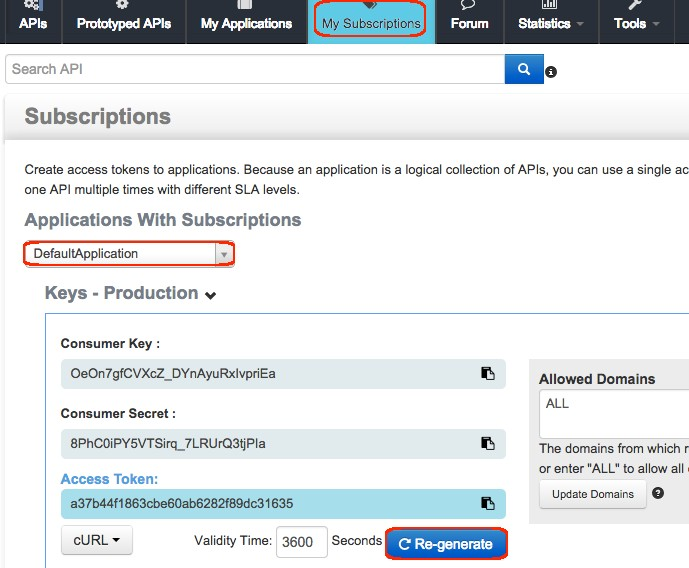 APIs
Prototyped APIs
My Applications
My Subscriptions
Forum
Statistics
Tools
Search API
Subscriptions
Create access tokens to applications. Because an application is a logical collection of APIs, you can use a single ac
one API multiple times with different SLA levels.
Applications With Subscriptions
DefaultApplication
Keys - Production
Consumer Key :
OeOn7gfCVXcZ_DYnAyuRxIvpriEa
Consumer Secret :
8PhC0iPY5VTSirq_7LRUrQ3tjPIa
Access Token:
a37b44f1863cbe60ab6282f89dc31635
cURL
Validity Time: 3600 Seconds
Re-generate
Allowed Domains
ALL
The domains from which r
or enter "ALL" to allow all
Update Domains